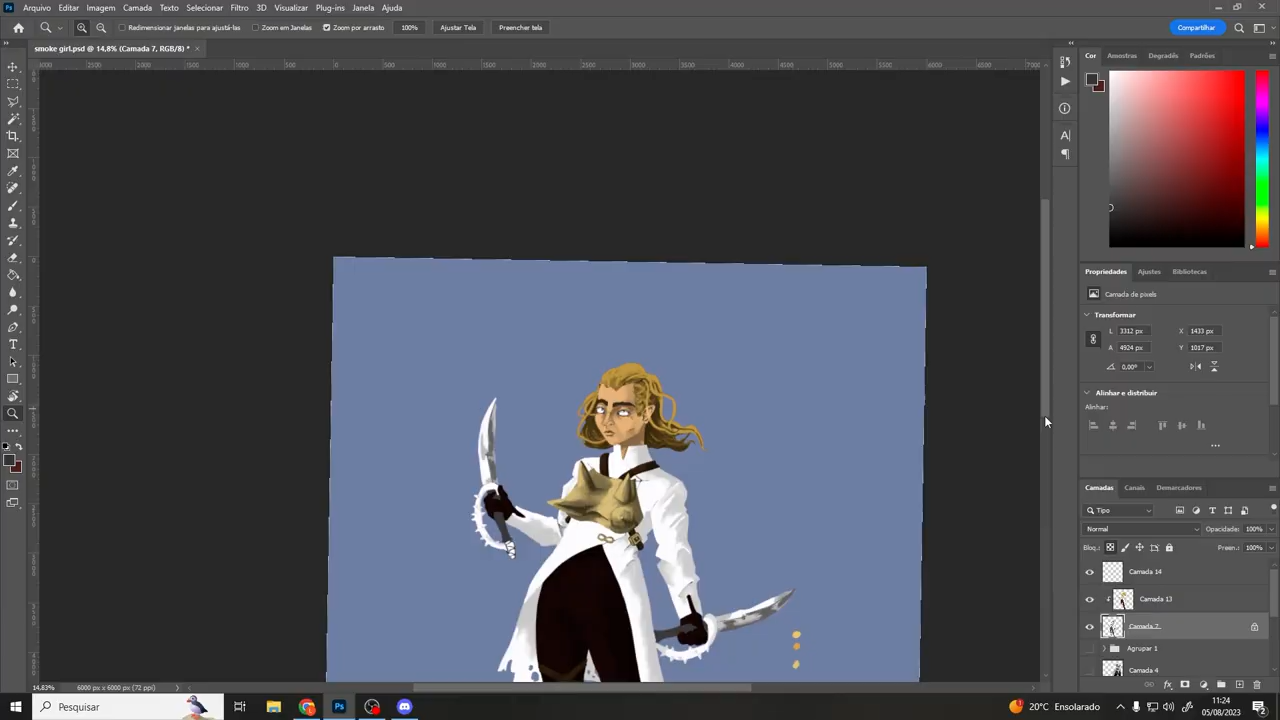 Arquivo Editar Imagem Camada Texto Selecionar Filtro 3D Visualizar Plug-ins Janela Ajuda
Redimensionar janelas para ajustá-las Zoom em Janelas Zoom por arrasto 100% Ajustar Tela Preencher tela Compartilhar
smoke girl.psd @ 14,8% (Camada 7, RGB/8) *
Cor Amostras Degradês Padrões
Propriedades Ajustes Bibliotecas
Camada de pixels
Transformar
L 3312 px X 1433 px
A 4924 px Y 1017 px
0,00°
Alinhar e distribuir
Alinhar:
Camadas Canais Demarcadores
Tipo
Normal Opacidade: 100%
Bloq.: Preen.: 100%
Camada 14
Camada 13
Camada 7
Agrupar 1
Camada 4
14,83% 6000 px x 6000 px (72 ppi)
Pesquisar
20°C Ensolarado
11:24
05/08/2023